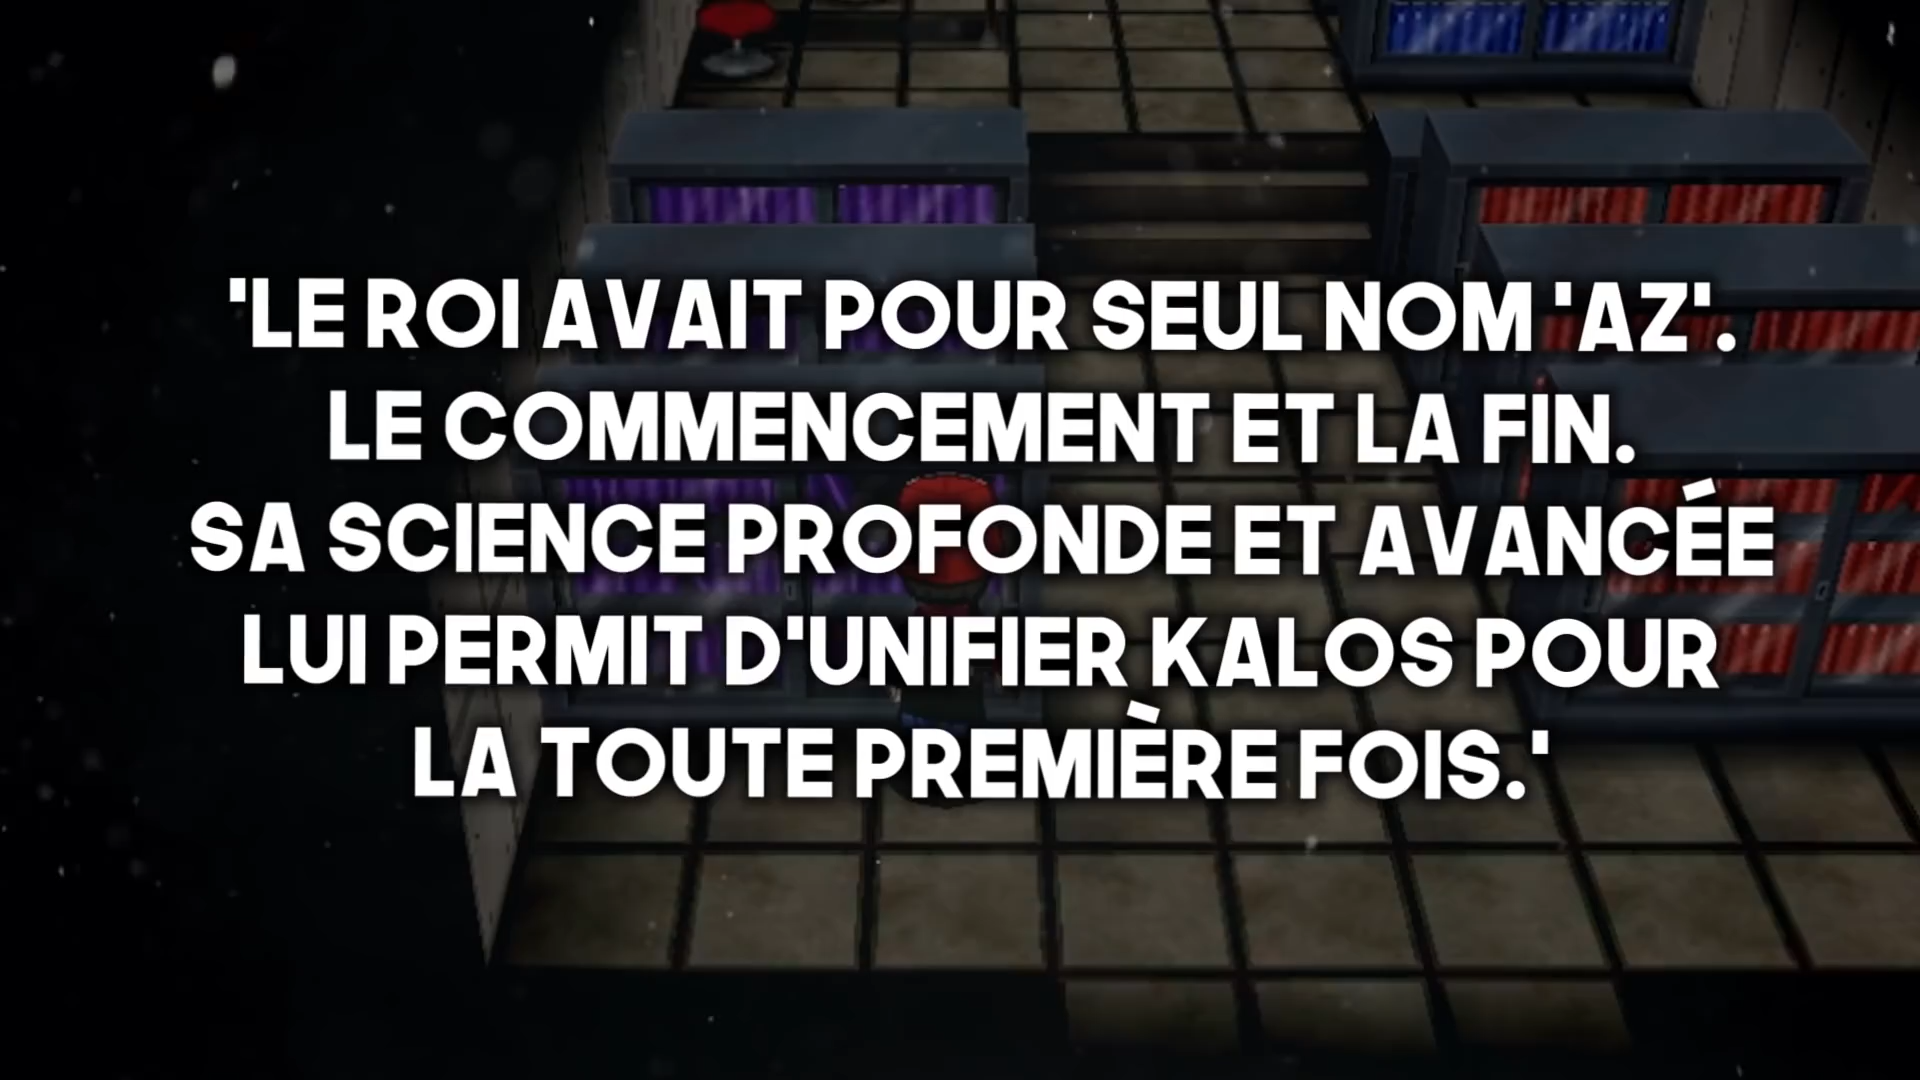 'LE ROI AVAIT POUR SEUL NOM 'AZ'.
LE COMMENCEMENT ET LA FIN.
SA SCIENCE PROFONDE ET AVANCÉE
LUI PERMIT D'UNIFIER KALOS POUR
LA TOUTE PREMIÈRE FOIS.'